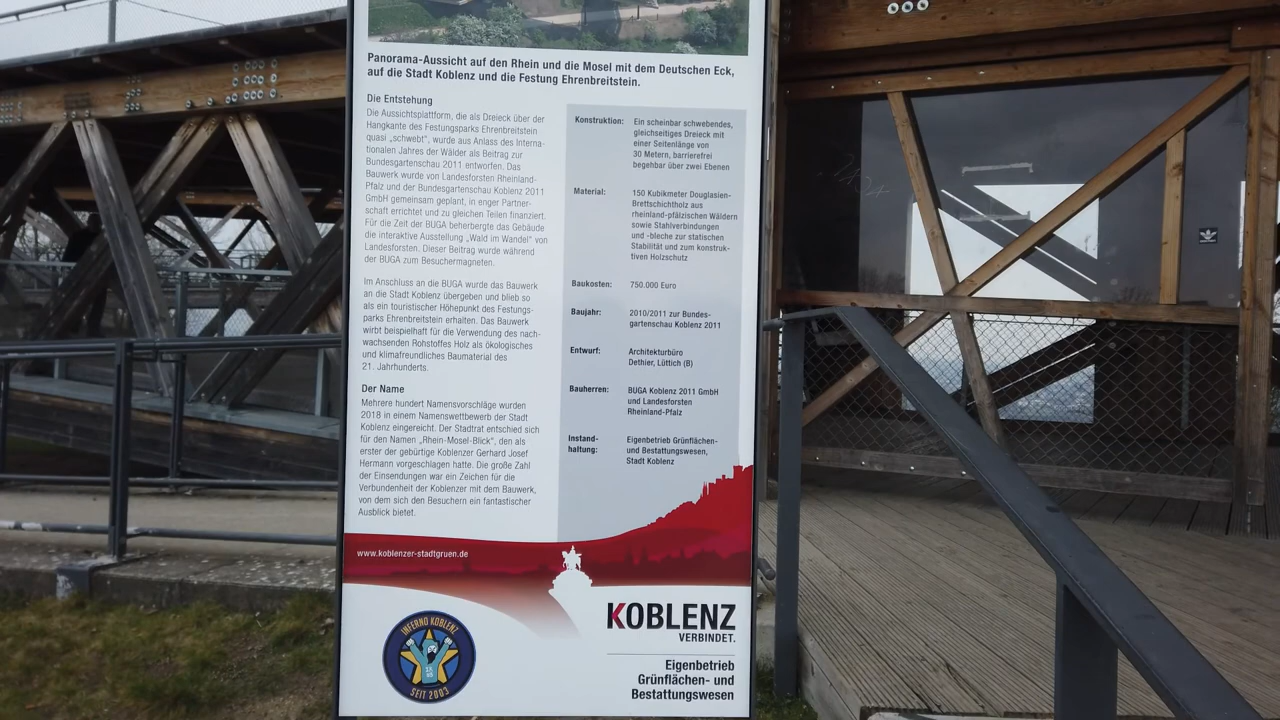 Panorama-Aussicht auf den Rhein und die Mosel mit dem Deutschen Eck,
auf die Stadt Koblenz und die Festung Ehrenbreitstein.
Die Entstehung
Die Aussichtsplattform, die als Dreieck über der
Hangkante des Festungsparks Ehrenbreitstein
quasi „schwebt“, wurde aus Anlass des Interna-
tionalen Jahres der Wälder als Beitrag zur
Bundesgartenschau 2011 entworfen. Das
Bauwerk wurde von Landesforsten Rheinland-
Pfalz und der Bundesgartenschau Koblenz 2011
GmbH gemeinsam geplant, in enger Partner-
schaft errichtet und zu gleichen Teilen finanziert.
Für die Zeit der BUGA beherbergte das Gebäude
die interaktive Ausstellung „Wald im Wandel“ von
Landesforsten. Dieser Beitrag wurde während
der BUGA zum Besuchermagneten.
Im Anschluss an die BUGA wurde das Bauwerk
an die Stadt Koblenz übergeben und blieb so
als ein touristischer Höhepunkt des Festungs-
parks Ehrenbreitstein erhalten. Das Bauwerk
wirbt beispielhaft für die Verwendung des nach-
wachsenden Rohstoffes Holz als ökologisches
und klimafreundliches Baumaterial des
21. Jahrhunderts.
Der Name
Mehrere hundert Namensvorschläge wurden
2018 in einem Namenswettbewerb der Stadt
Koblenz eingereicht. Der Stadtrat entschied sich
für den Namen „Rhein-Mosel-Blick“, den als
erster der gebürtige Koblenzer Gerhard Josef
Hermann vorgeschlagen hatte. Die große Zahl
der Einsendungen war ein Zeichen für die
Verbundenheit der Koblenzer mit dem Bauwerk,
von dem sich den Besuchern ein fantastischer
Ausblick bietet.
Konstruktion: Ein scheinbar schwebendes,
gleichseitiges Dreieck mit
einer Seitenlänge von
30 Metern, barrierefrei
begehbar über zwei Ebenen
Material: 150 Kubikmeter Douglasien-
Brettschichtholz aus
rheinland-pfälzischen Wäldern
sowie Stahlverbindungen
und -bleche zur statischen
Stabilität und zum konstruk-
tiven Holzschutz
Baukosten: 750.000 Euro
Baujahr: 2010/2011 zur Bundes-
gartenschau Koblenz 2011
Entwurf: Architekturbüro
Dethier, Lüttich (B)
Bauherren: BUGA Koblenz 2011 GmbH
und Landesforsten
Rheinland-Pfalz
Instand- Eigenbetrieb Grünflächen-
haltung: und Bestattungswesen,
Stadt Koblenz
www.koblenzer-stadtgruen.de
INFERNO KOBLENZ
SEIT 2003
KOBLENZ
VERBINDET.
Eigenbetrieb
Grünflächen- und
Bestattungswesen